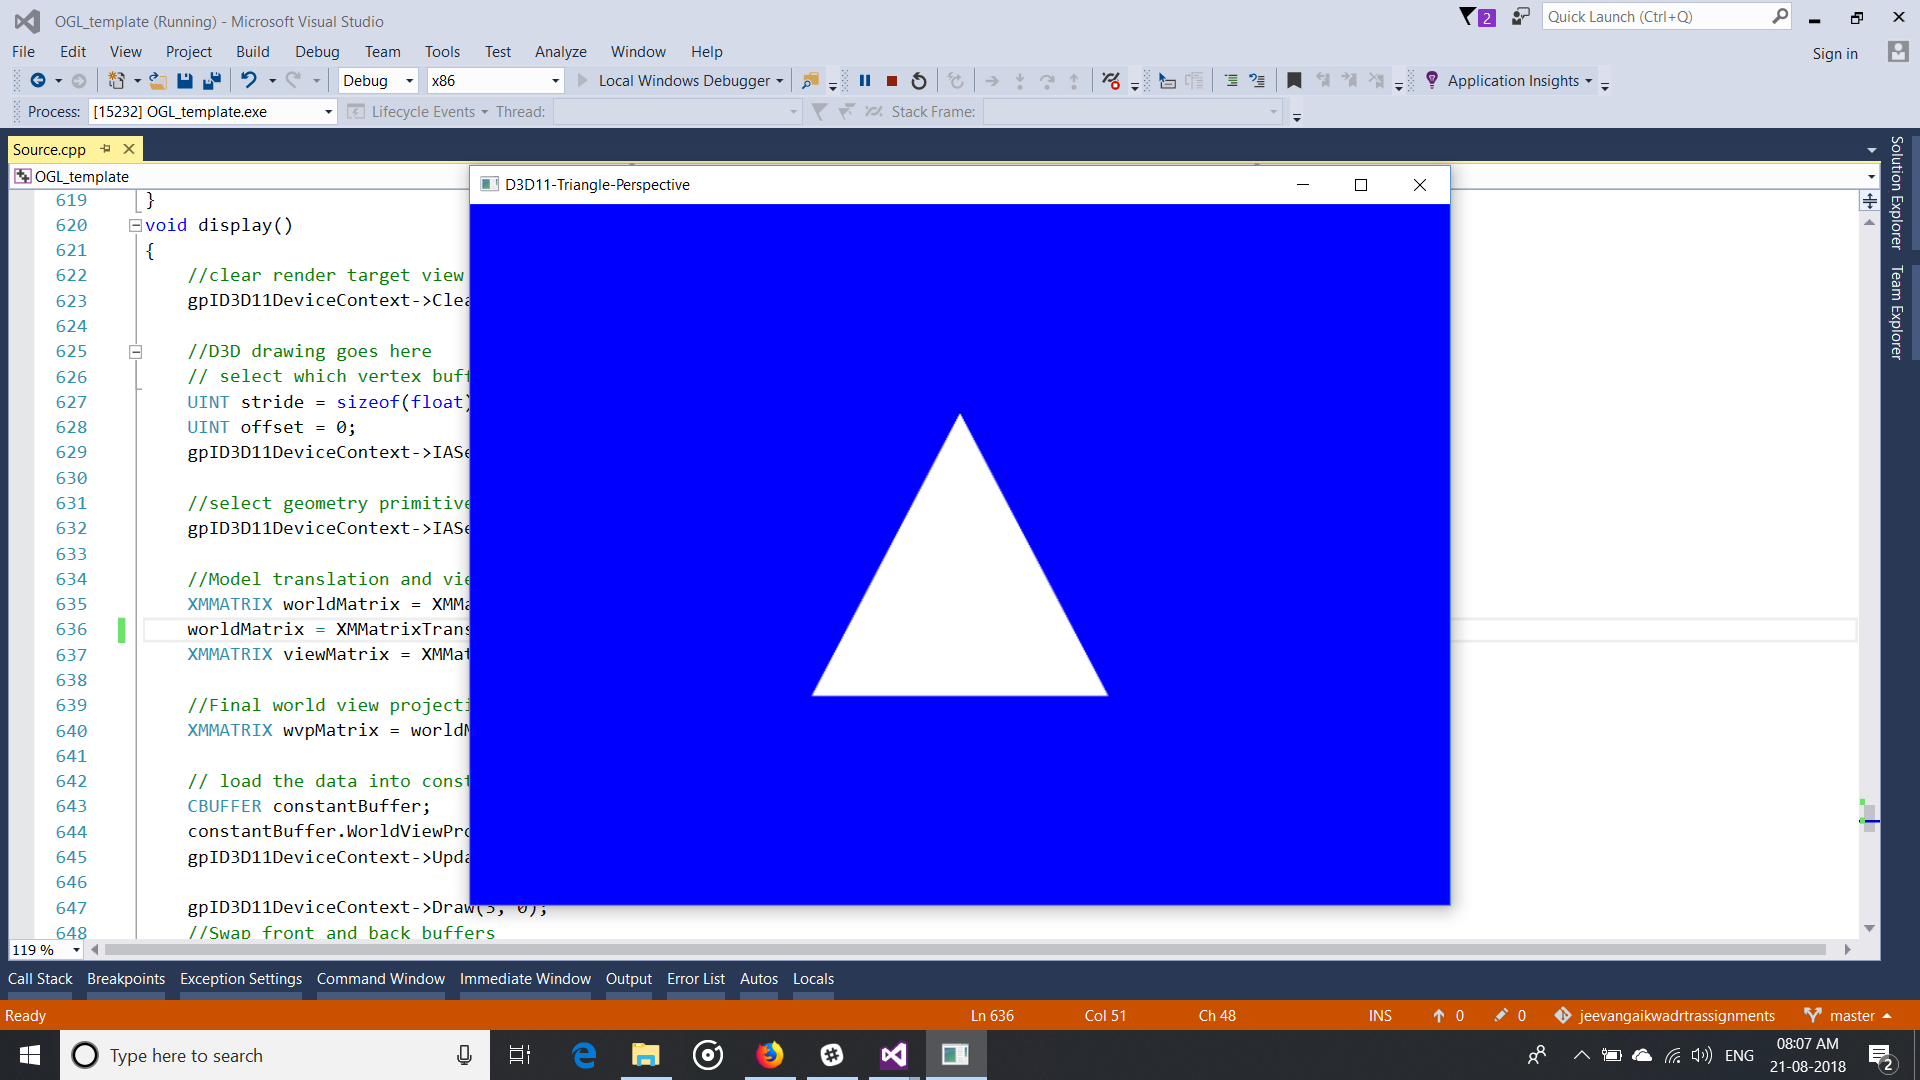 OGL_template (Running) - Microsoft Visual Studio
2
Quick Launch (Ctrl+Q)
File Edit View Project Build Debug Team Tools Test Analyze Window Help
Sign in
Debug x86 Local Windows Debugger Application Insights
Process: [15232] OGL_template.exe Lifecycle Events Thread: Stack Frame:
Source.cpp
OGL_template
Solution Explorer
Team Explorer
D3D11-Triangle-Perspective
619 }
620 void display()
621 {
622 //clear render target view
623 gpID3D11DeviceContext->Clea
624
625 //D3D drawing goes here
626 // select which vertex buff
627 UINT stride = sizeof(float)
628 UINT offset = 0;
629 gpID3D11DeviceContext->IASe
630
631 //select geometry primitive
632 gpID3D11DeviceContext->IASe
633
634 //Model translation and vie
635 XMMATRIX worldMatrix = XMMa
636 worldMatrix = XMMatrixTrans
637 XMMATRIX viewMatrix = XMMat
638
639 //Final world view projecti
640 XMMATRIX wvpMatrix = worldM
641
642 // load the data into const
643 CBUFFER constantBuffer;
644 constantBuffer.WorldViewPro
645 gpID3D11DeviceContext->Upda
646
647 gpID3D11DeviceContext->Draw(3, 0);
648 //Swap front and back buffers
119 %
Call Stack Breakpoints Exception Settings Command Window Immediate Window Output Error List Autos Locals
Ready Ln 636 Col 51 Ch 48 INS 0 0 jeevangaikwadrtrassignments master
Type here to search
ENG
08:07 AM
21-08-2018
2